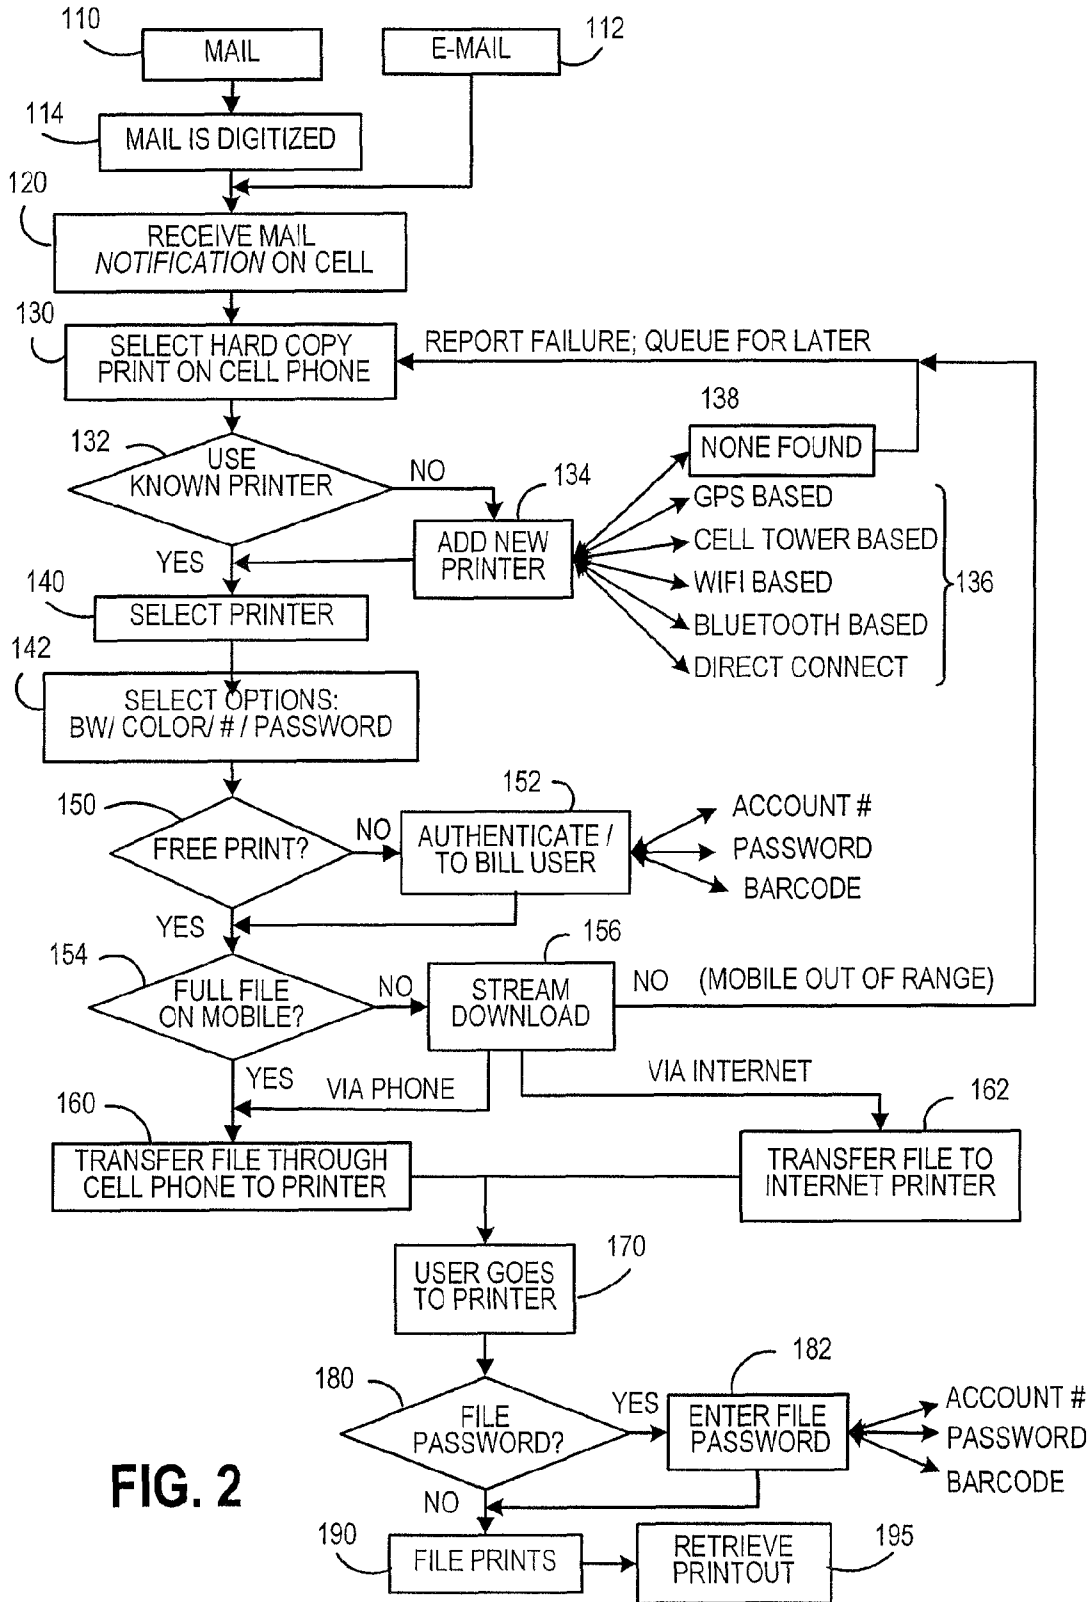 110
MAIL
E-MAIL
112
114
MAIL IS DIGITIZED
120
RECEIVE MAIL
NOTIFICATION ON CELL
130
SELECT HARD COPY
PRINT ON CELL PHONE
REPORT FAILURE; QUEUE FOR LATER
132
USE
KNOWN PRINTER
NO
134
ADD NEW
PRINTER
138
NONE FOUND
GPS BASED
CELL TOWER BASED
WIFI BASED
BLUETOOTH BASED
DIRECT CONNECT
136
YES
140
SELECT PRINTER
142
SELECT OPTIONS:
BW/ COLOR/ # / PASSWORD
150
FREE PRINT?
NO
152
AUTHENTICATE /
TO BILL USER
ACCOUNT #
PASSWORD
BARCODE
YES
154
FULL FILE
ON MOBILE?
NO
156
STREAM
DOWNLOAD
NO (MOBILE OUT OF RANGE)
YES
VIA PHONE
VIA INTERNET
160
TRANSFER FILE THROUGH
CELL PHONE TO PRINTER
162
TRANSFER FILE TO
INTERNET PRINTER
USER GOES
TO PRINTER
170
180
FILE
PASSWORD?
YES
182
ENTER FILE
PASSWORD
ACCOUNT #
PASSWORD
BARCODE
FIG. 2
NO
190
FILE PRINTS
RETRIEVE
PRINTOUT
195